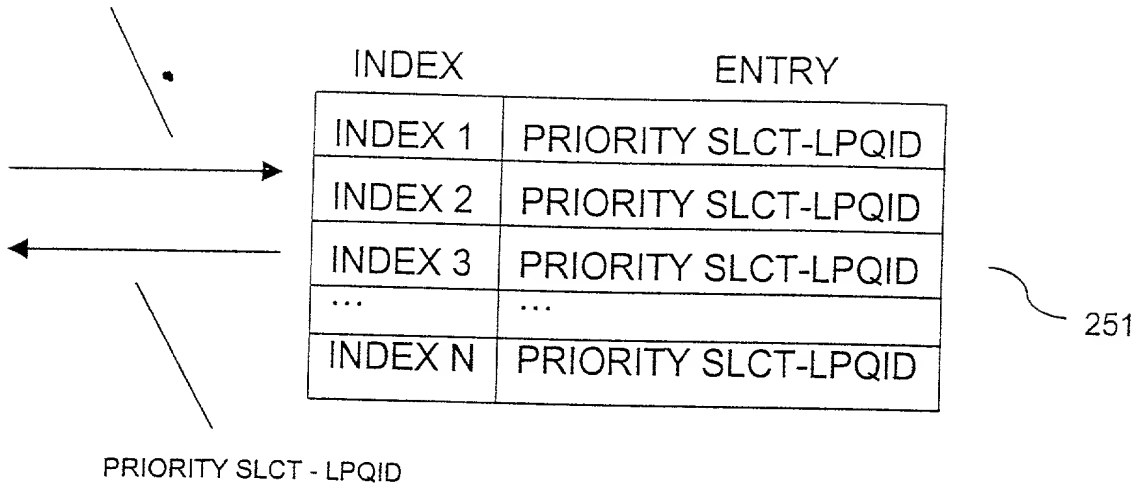 INDEX ENTRY
INDEX 1 PRIORITY SLCT-LPQID
INDEX 2 PRIORITY SLCT-LPQID
INDEX 3 PRIORITY SLCT-LPQID
... ...
INDEX N PRIORITY SLCT-LPQID
251
PRIORITY SLCT - LPQID